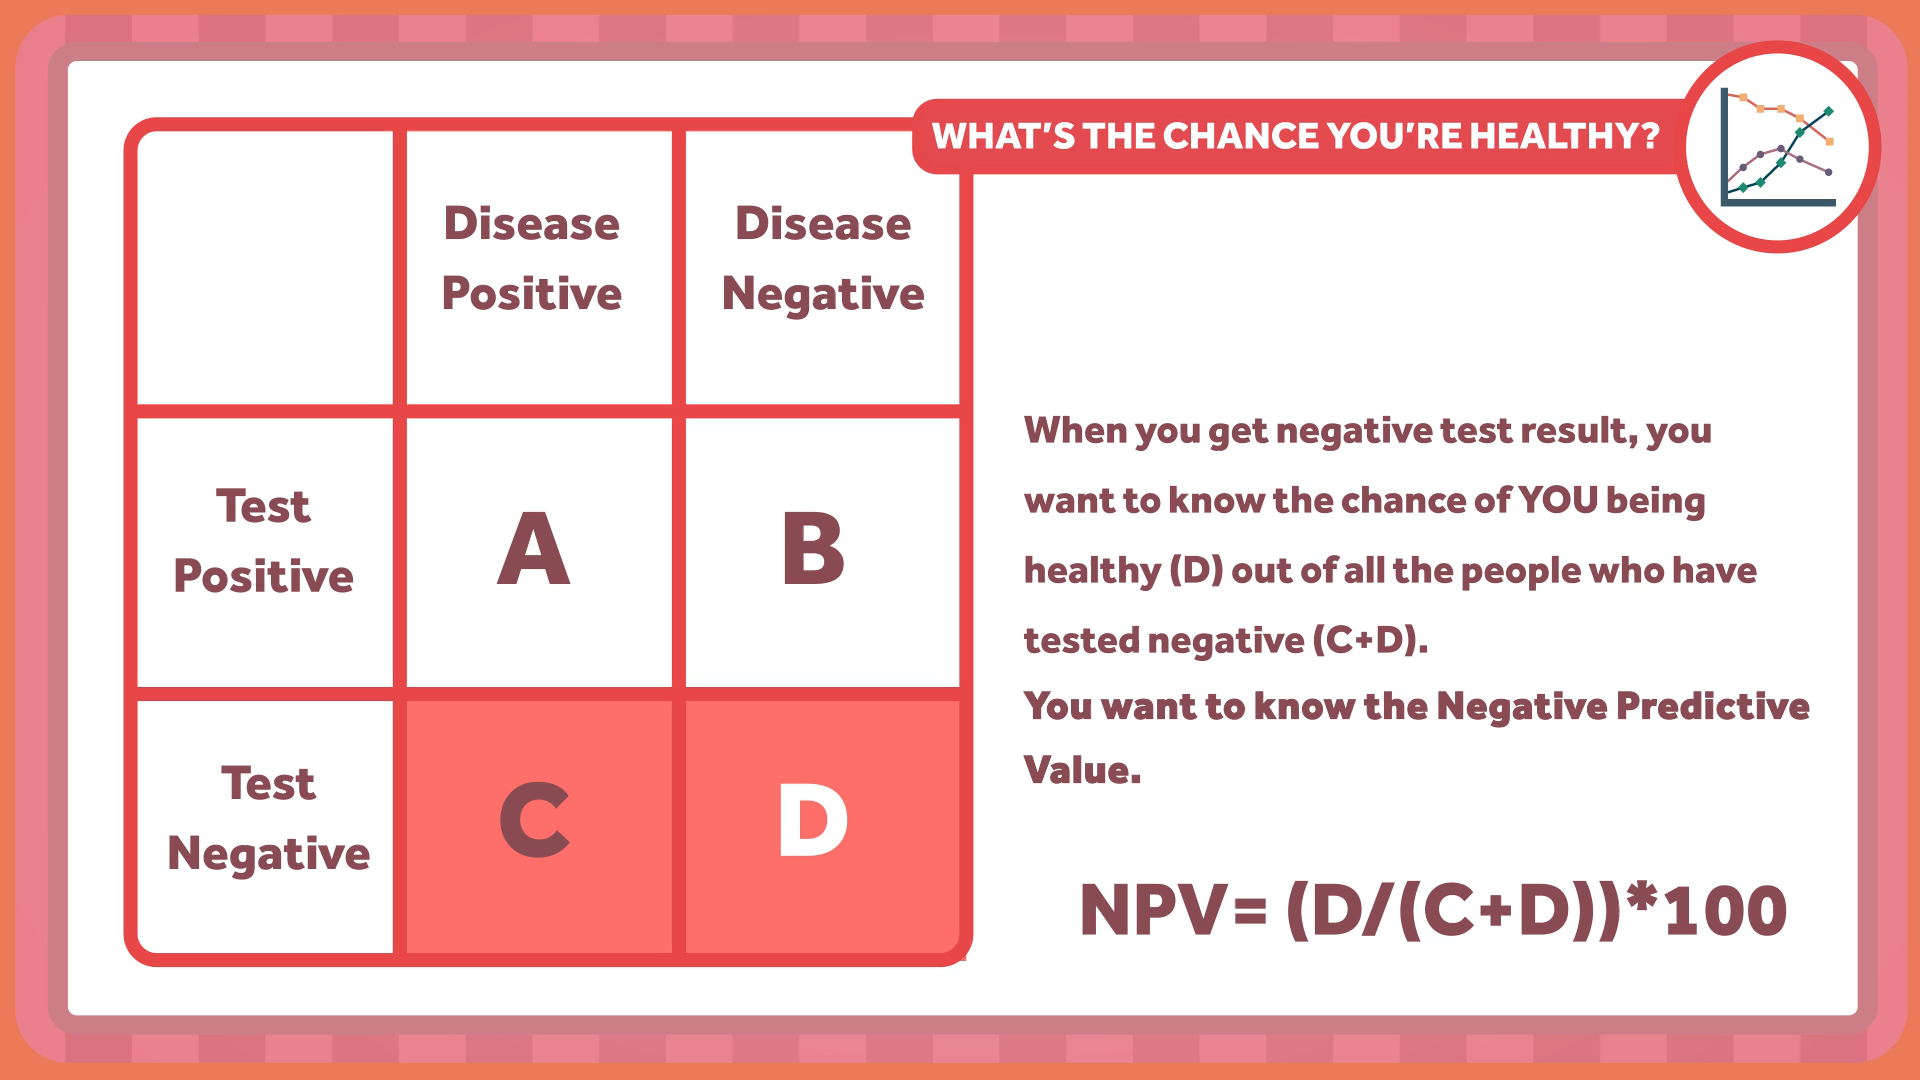 WHAT'S THE CHANCE YOU'RE HEALTHY?
Disease
Positive
Disease
Negative
Test
Positive
A
B
Test
Negative
C
D
When you get negative test result, you
want to know the chance of YOU being
healthy (D) out of all the people who have
tested negative (C+D).
You want to know the Negative Predictive
Value.
NPV= (D/(C+D))*100